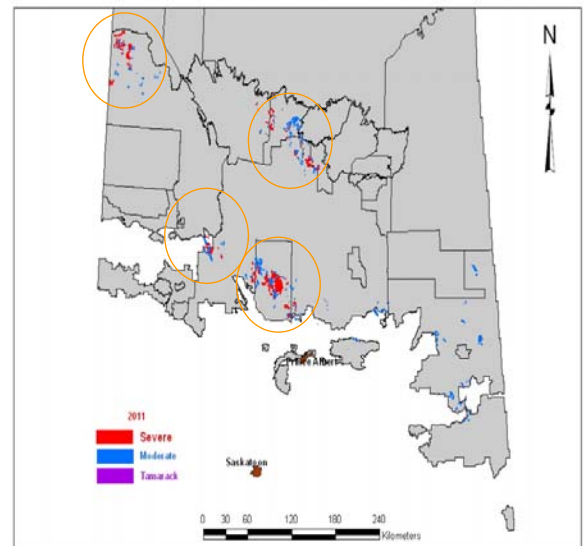 N
Prince Albert
2011
Severe
Moderate
Tamarack
Saskatoon
0 30 60 120 180 240
Kilometers